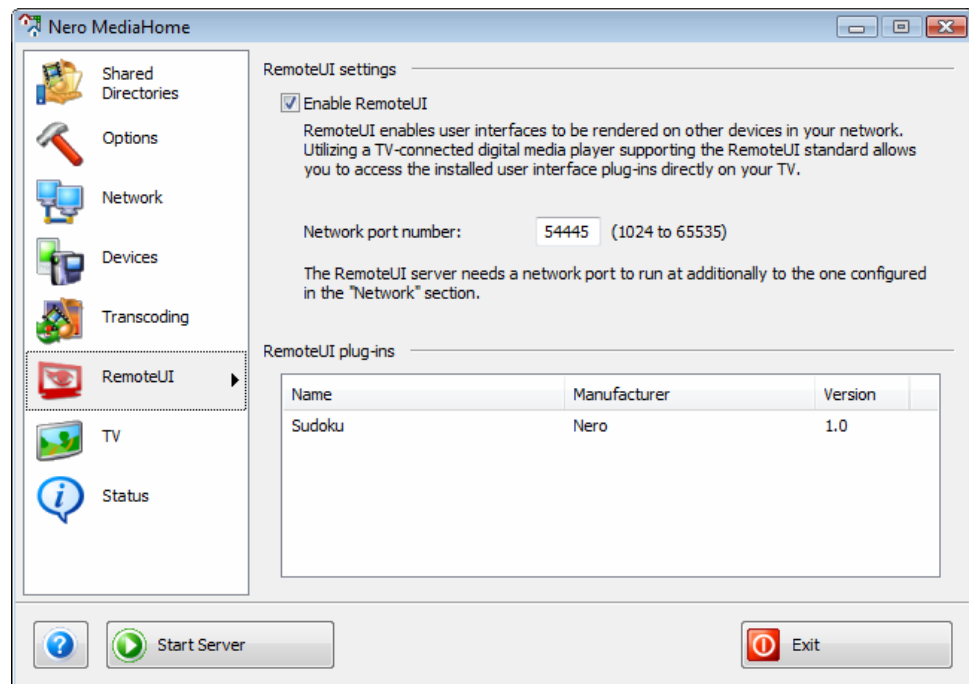 Nero MediaHome
Shared
Directories
Options
Network
Devices
Transcoding
RemoteUI
TV
Status
RemoteUI settings
Enable RemoteUI
RemoteUI enables user interfaces to be rendered on other devices in your network.
Utilizing a TV-connected digital media player supporting the RemoteUI standard allows
you to access the installed user interface plug-ins directly on your TV.
Network port number: 54445 (1024 to 65535)
The RemoteUI server needs a network port to run at additionally to the one configured
in the "Network" section.
RemoteUI plug-ins
Name Manufacturer Version
Sudoku Nero 1.0
Start Server
Exit